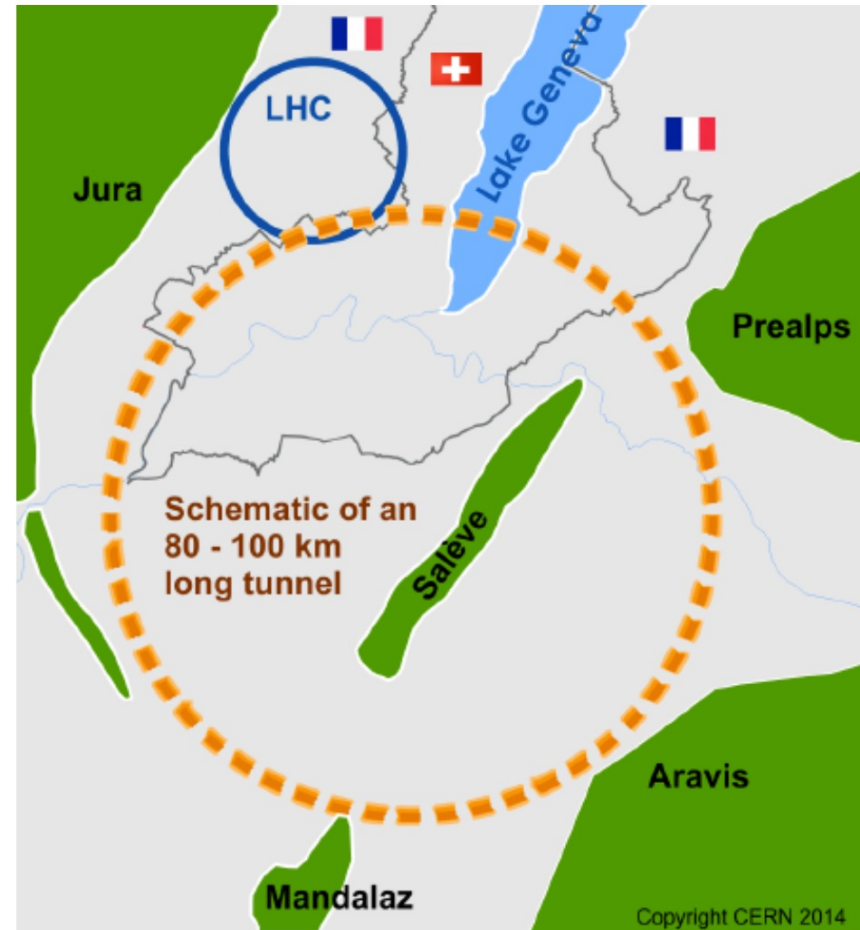 LHC
Lake Geneva
Jura
Prealps
Schematic of an
80 - 100 km
long tunnel
Salève
Aravis
Mandalaz
Copyright CERN 2014